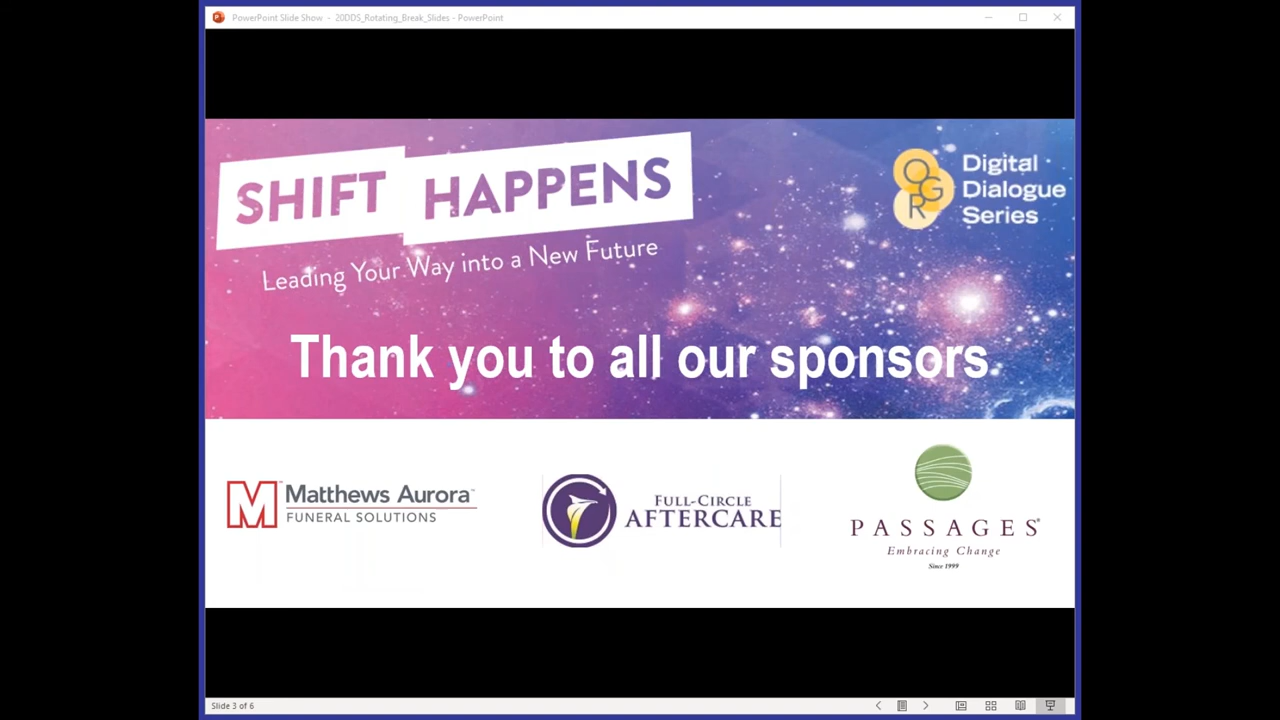 PowerPoint Slide Show - 20DDS_Rotating_Break_Slides - PowerPoint
SHIFT HAPPENS
Leading Your Way into a New Future
OGR
Digital
Dialogue
Series
Thank you to all our sponsors
M Matthews Aurora™
FUNERAL SOLUTIONS
FULL-CIRCLE
AFTERCARE
PASSAGES®
Embracing Change
Since 1999
Slide 3 of 6